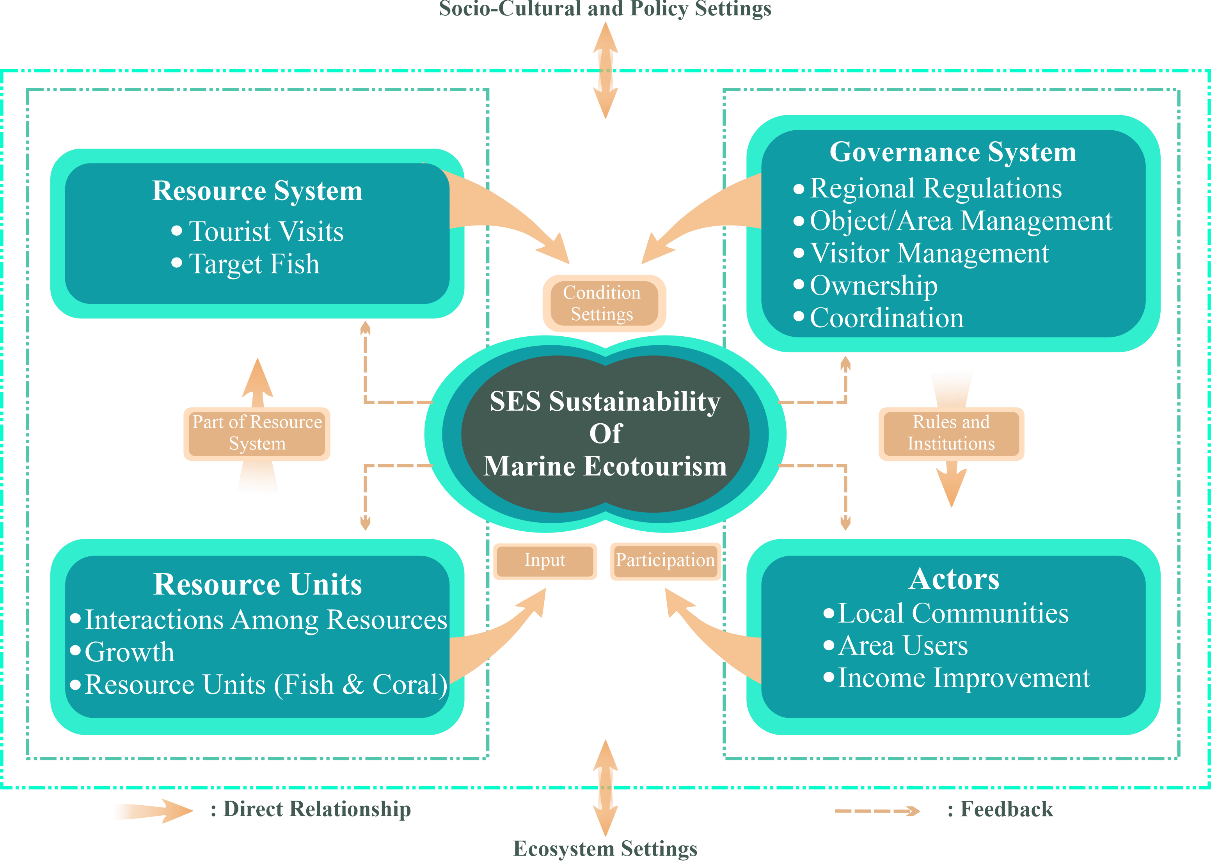 Socio-Cultural and Policy Settings
Resource System
• Tourist Visits
• Target Fish
Governance System
• Regional Regulations
• Object/Area Management
• Visitor Management
• Ownership
• Coordination
Condition
Settings
SES Sustainability
Of
Marine Ecotourism
Part of Resource
System
Rules and
Institutions
Input
Participation
Resource Units
• Interactions Among Resources
• Growth
• Resource Units (Fish & Coral)
Actors
• Local Communities
• Area Users
• Income Improvement
: Direct Relationship
: Feedback
Ecosystem Settings